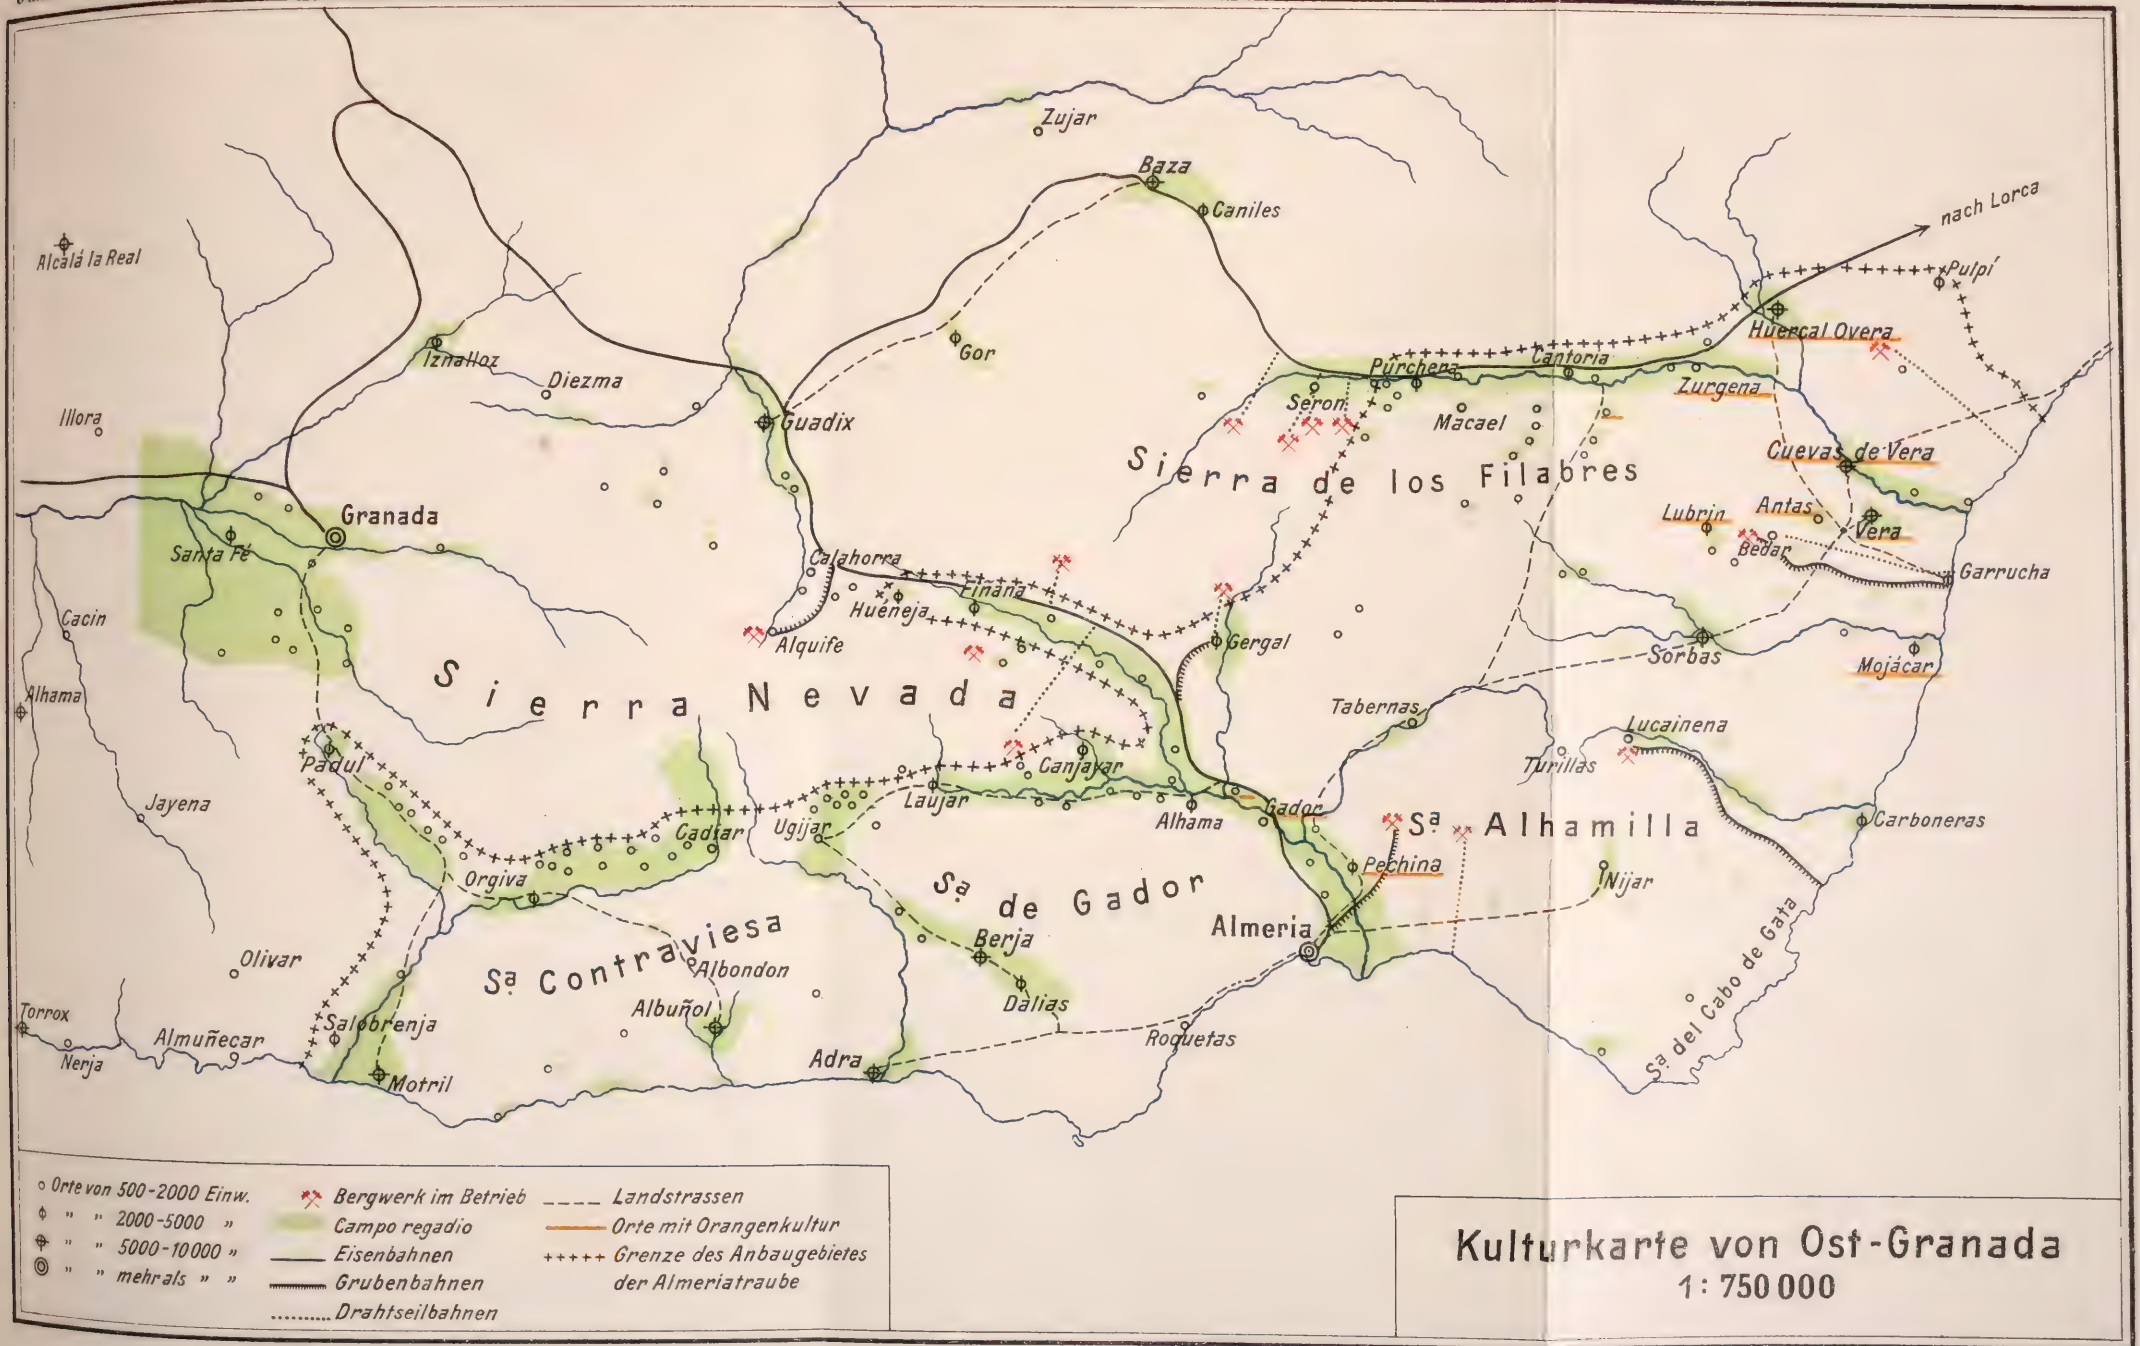 Zujar
Baza
Caniles
nach Lorca
Alcalá la Real
Pulpí
Huercal Overa
Iznalloz
Gor
Diezma
Purchena
Cantoria
Zurgena
Illora
Guadix
Seron
Macael
Cuevas de Vera
Sierra de los Filabres
Granada
Lubrin
Antas
Vera
Santa Fé
Bedar
Calahorra
Garrucha
Fiñana
Huéneja
Cacin
Alquife
Gergal
Sorbas
Mojácar
Sierra Nevada
Alhama
Tabernas
Lucainena
Padul
Canjayar
Turillas
Jayena
Laujar
Gador
Ugijar
Cadiar
Alhama
Sª Alhamilla
Carboneras
Pechina
Orgiva
Nijar
Sª de Gador
Almeria
Sª Contraviesa
Berja
Olivar
Albondon
Dalias
Albuñol
Sª del Cabo de Gata
Torrox
Salobrenja
Almuñecar
Roquetas
Nerja
Adra
Motril
Orte von 500-2000 Einw.
" " 2000-5000 "
" " 5000-10000 "
" " mehr als " "
Bergwerk im Betrieb
Campo regadio
Eisenbahnen
Grubenbahnen
Drahtseilbahnen
Landstrassen
Orte mit Orangenkultur
Grenze des Anbaugebietes
der Almeriatraube
Kulturkarte von Ost-Granada
1:750 000